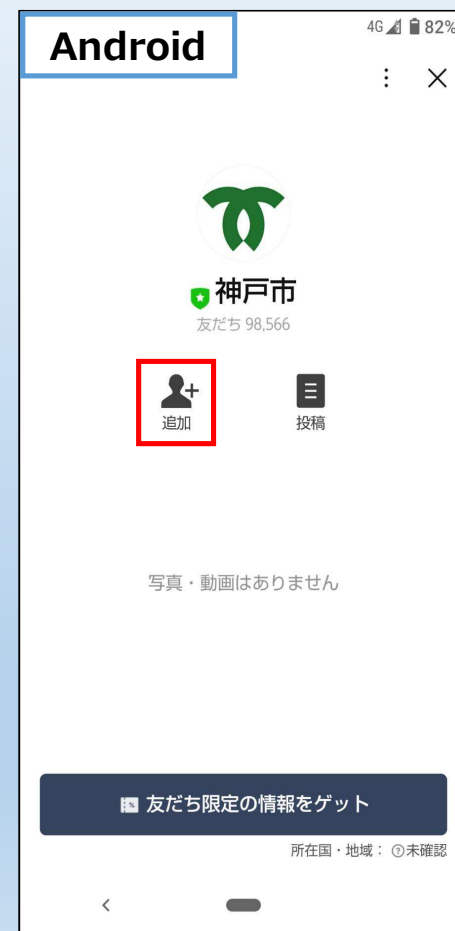 Android
4G 82%
神戸市
友だち 98,566
追加
投稿
写真・動画はありません
友だち限定の情報をゲット
所在国・地域： ?未確認